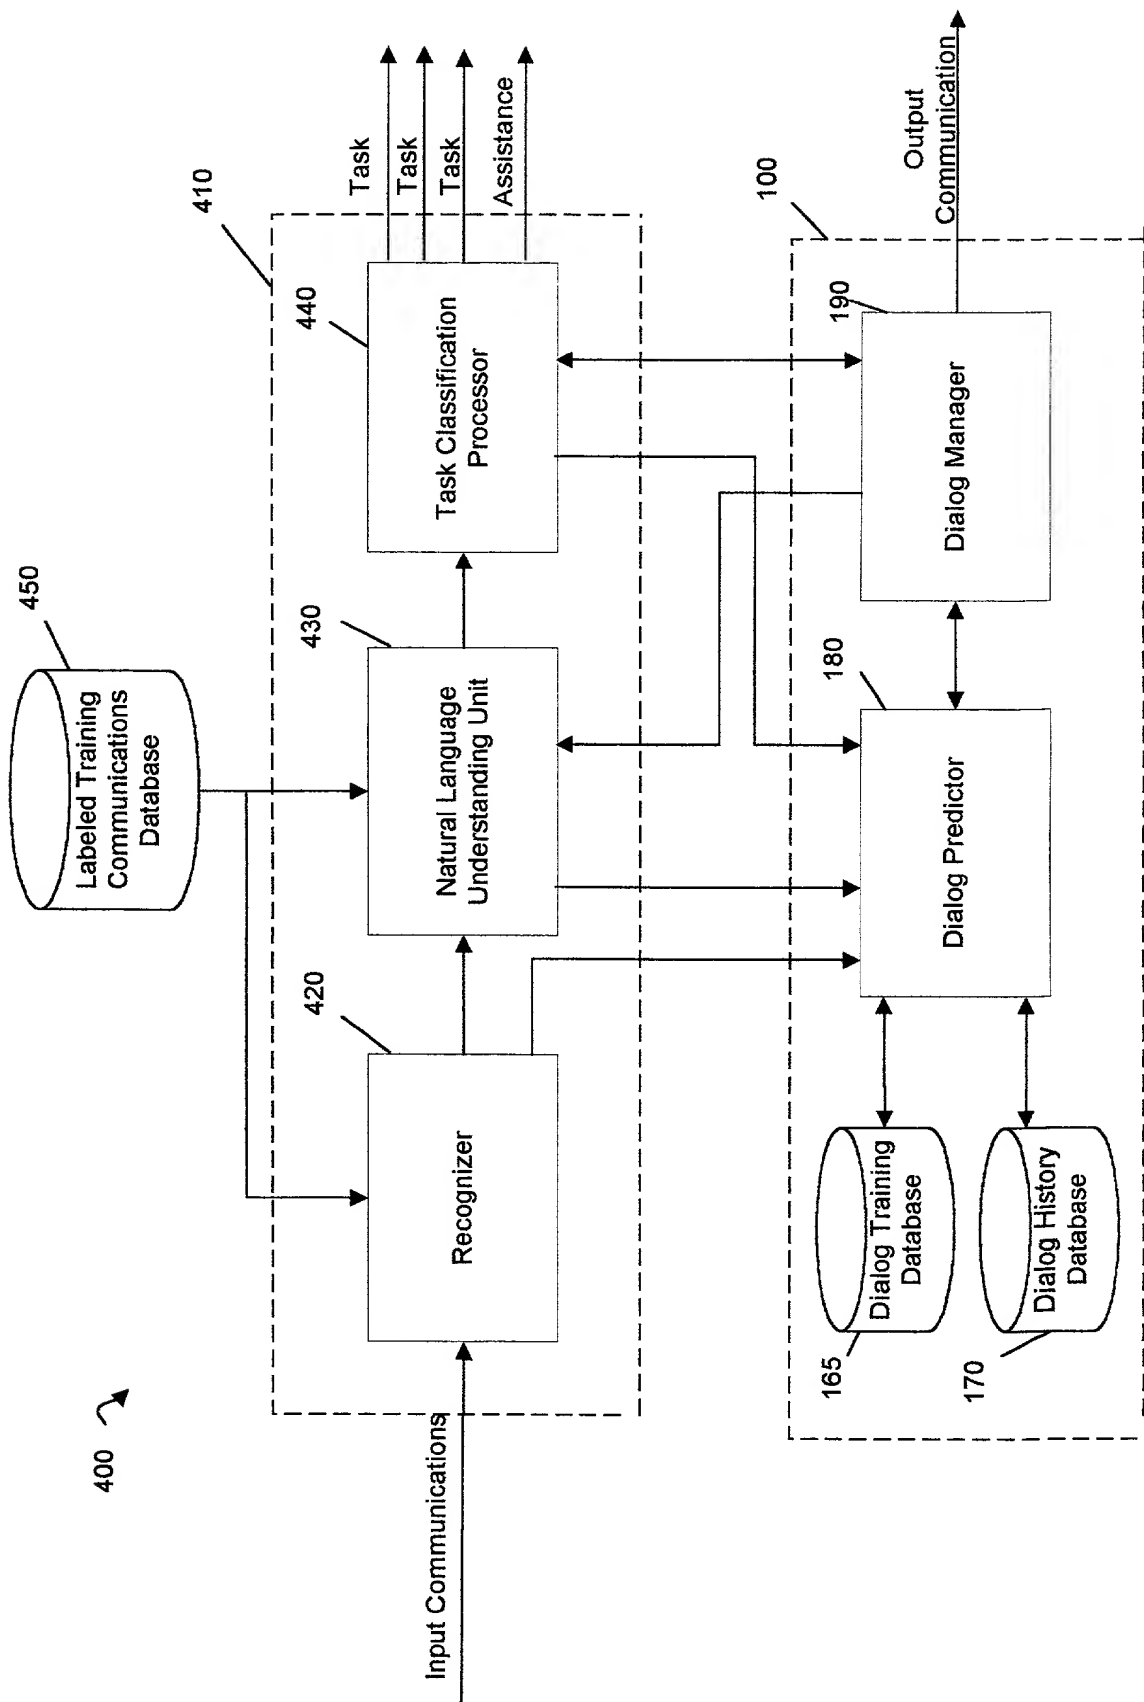 400
450
Labeled Training
Communications
Database
410
Input Communications
420
Recognizer
430
Natural Language
Understanding Unit
440
Task Classification
Processor
Task
Task
Task
Assistance
100
165
Dialog Training
Database
170
Dialog History
Database
180
Dialog Predictor
190
Dialog Manager
Output
Communication